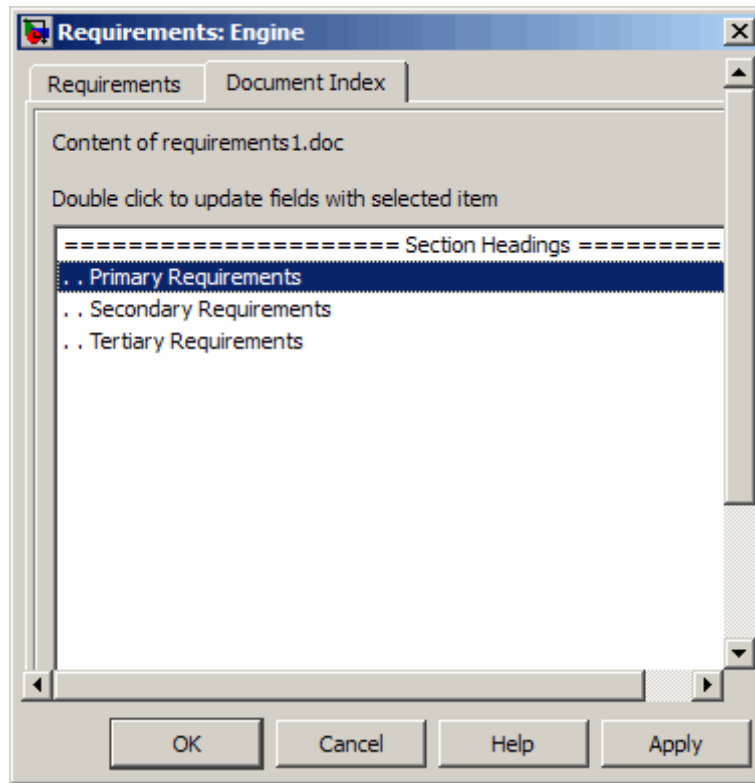 Requirements: Engine
Requirements Document Index
Content of requirements1.doc
Double click to update fields with selected item
===================== Section Headings =========
. . Primary Requirements
. . Secondary Requirements
. . Tertiary Requirements
OK Cancel Help Apply